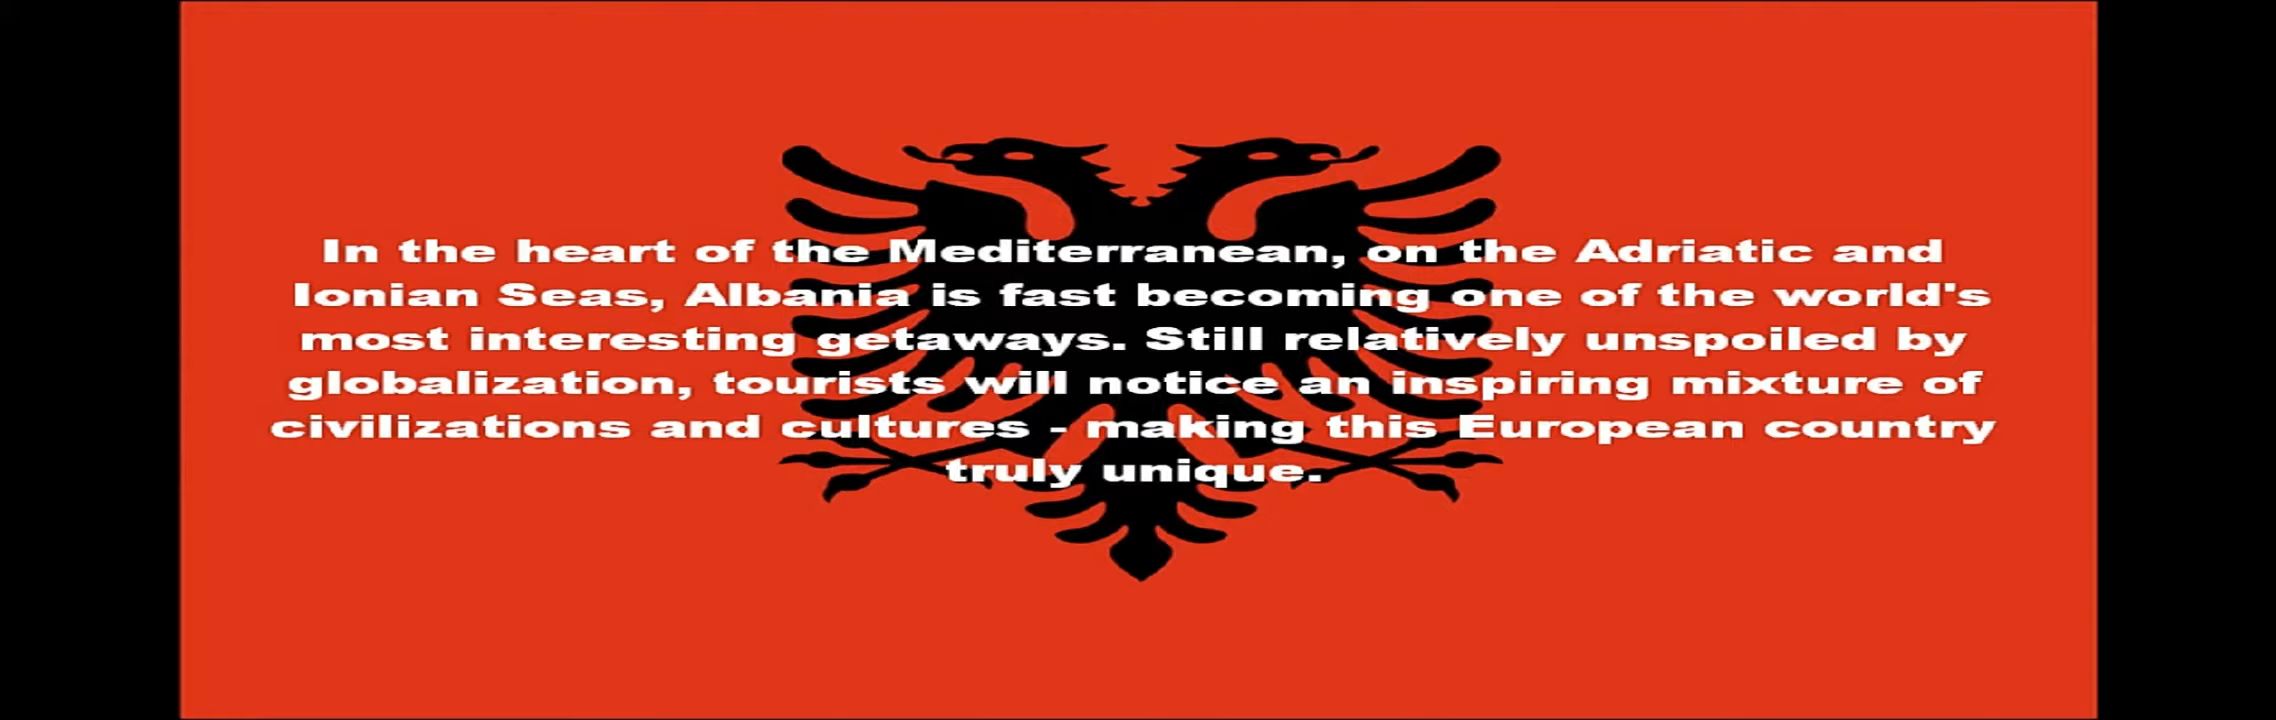 In the heart of the Mediterranean, on the Adriatic and
Ionian Seas, Albania is fast becoming one of the world's
most interesting getaways. Still relatively unspoiled by
globalization, tourists will notice an inspiring mixture of
civilizations and cultures - making this European country
truly unique.